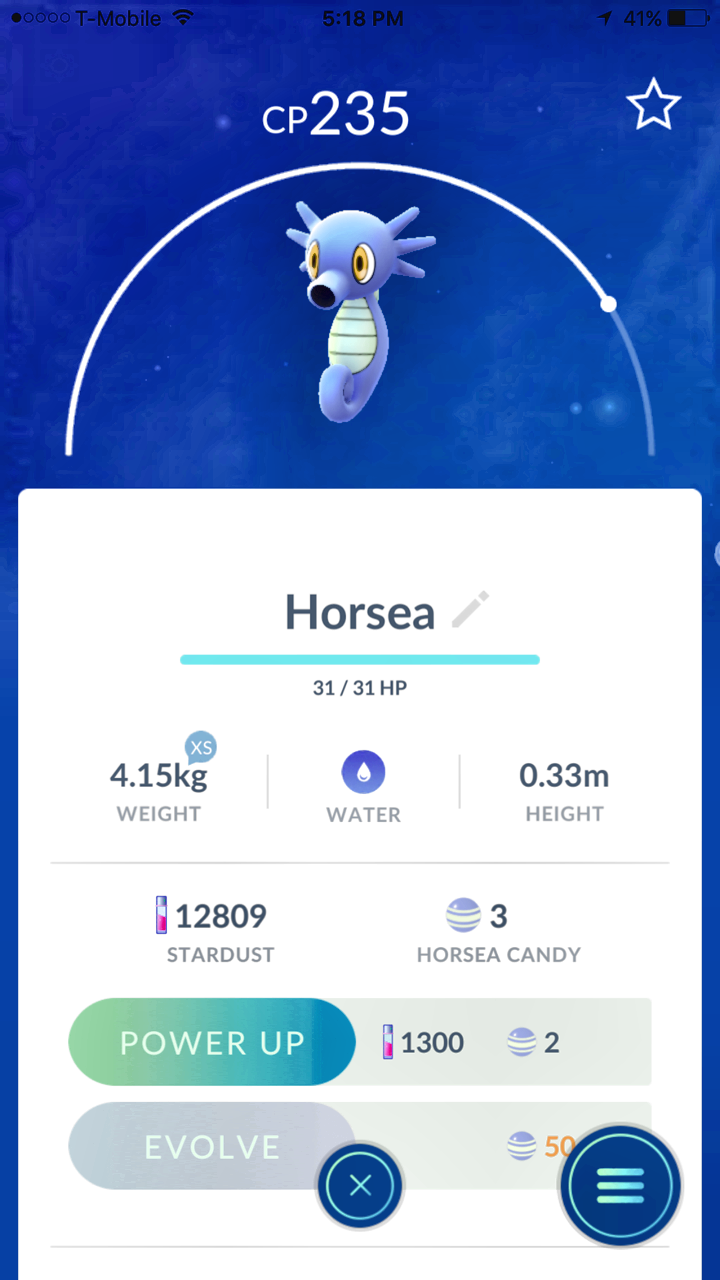 T-Mobile 5:18 PM 41%
CP235
Horsea
31 / 31 HP
XS
4.15kg 0.33m
WEIGHT WATER HEIGHT
12809 3
STARDUST HORSEA CANDY
POWER UP 1300 2
EVOLVE 50